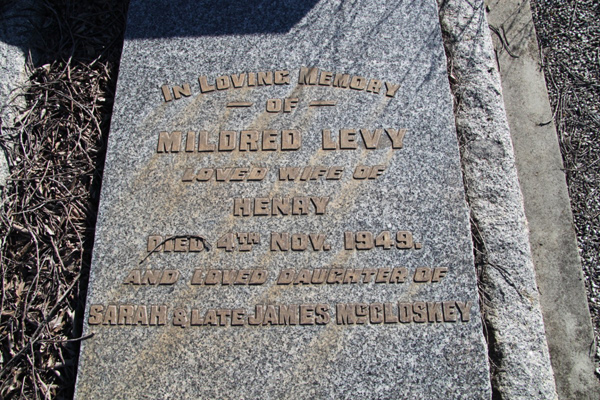 IN LOVING MEMORY
— OF —
MILDRED LEVY
LOVED WIFE OF
HENRY
DIED 4TH NOV. 1949.
AND LOVED DAUGHTER OF
SARAH & LATE JAMES MCCLOSKEY